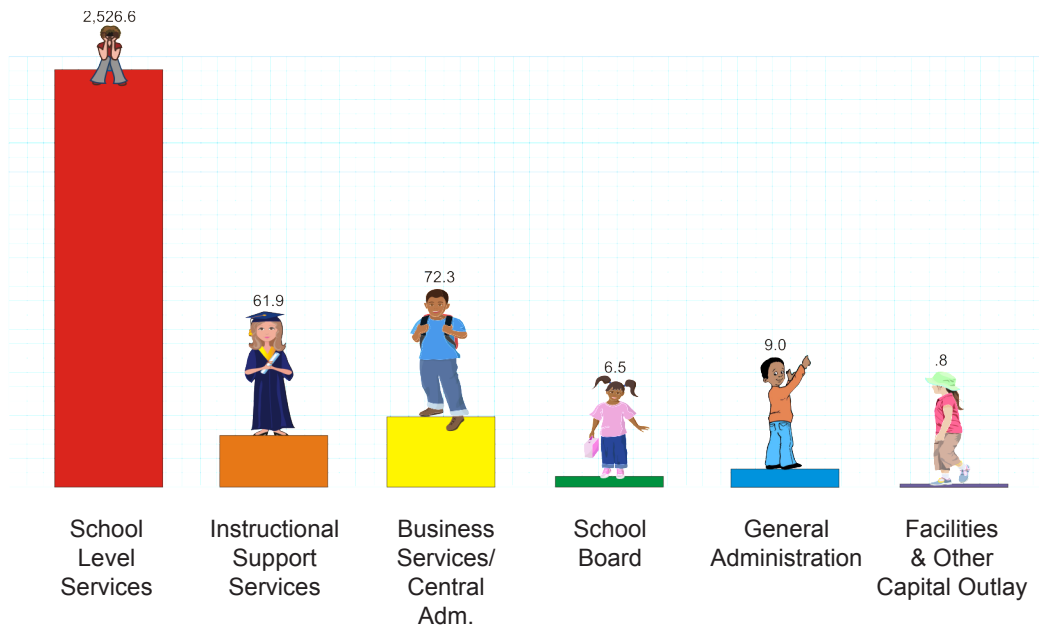 2,526.6
61.9
72.3
6.5
9.0
.8
School
Level
Services
Instructional
Support
Services
Business
Services/
Central
Adm.
School
Board
General
Administration
Facilities
& Other
Capital Outlay